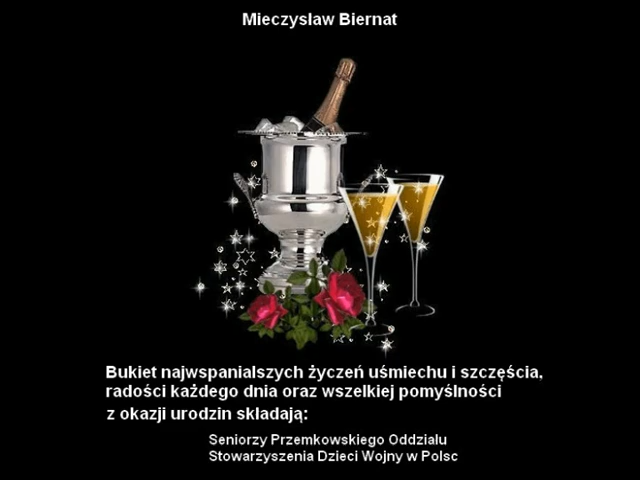 Mieczysław Biernat
Bukiet najwspanialszych życzeń uśmiechu i szczęścia,
radości każdego dnia oraz wszelkiej pomyślności
z okazji urodzin składają:
Seniorzy Przemkowskiego Oddziału
Stowarzyszenia Dzieci Wojny w Polsc